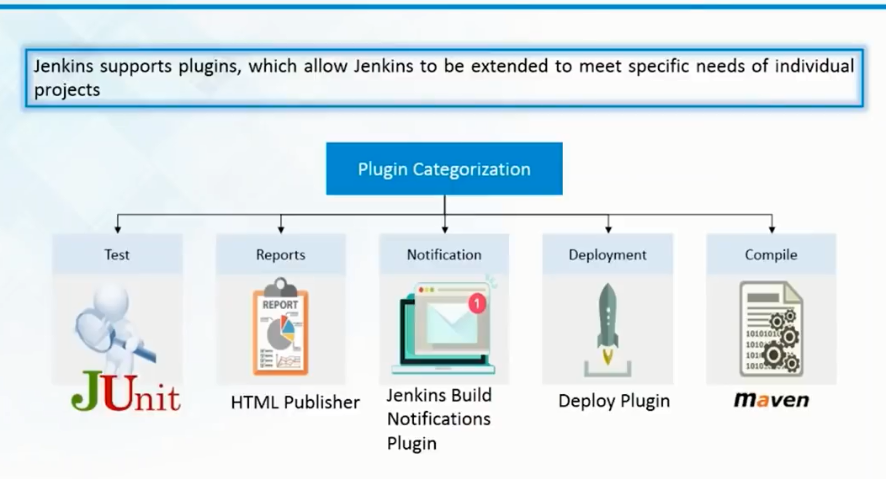 Jenkins supports plugins, which allow Jenkins to be extended to meet specific needs of individual
projects
Plugin Categorization
Test
Reports
Notification
Deployment
Compile
REPORT
1
JUnit
HTML Publisher
Jenkins Build
Notifications
Plugin
Deploy Plugin
maven